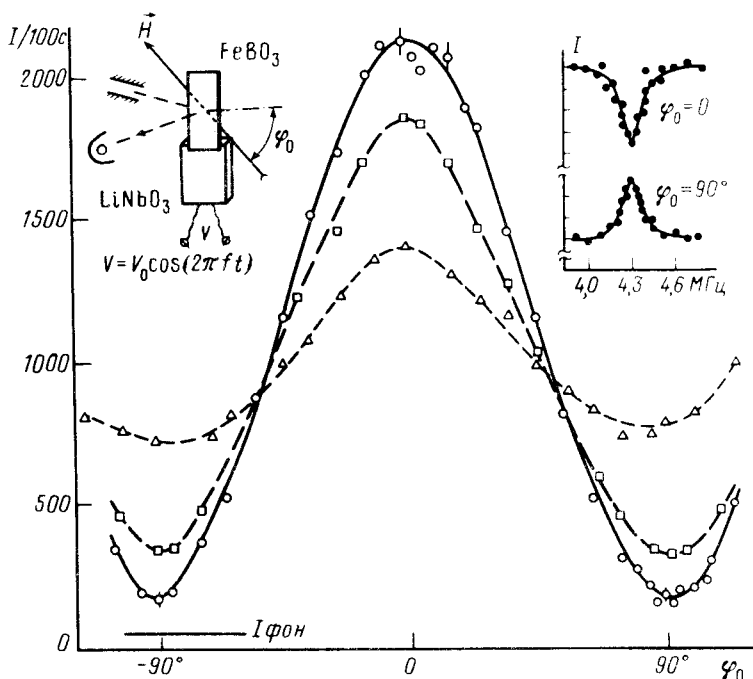 I/100c
H
FeBO₃
φ₀
LiNbO₃
V
V=V₀cos(2πft)
I
φ₀=0
φ₀=90°
4,0 4,3 4,6 МГц
2000
1500
1000
500
0
Iфон
-90° 0 90° φ₀